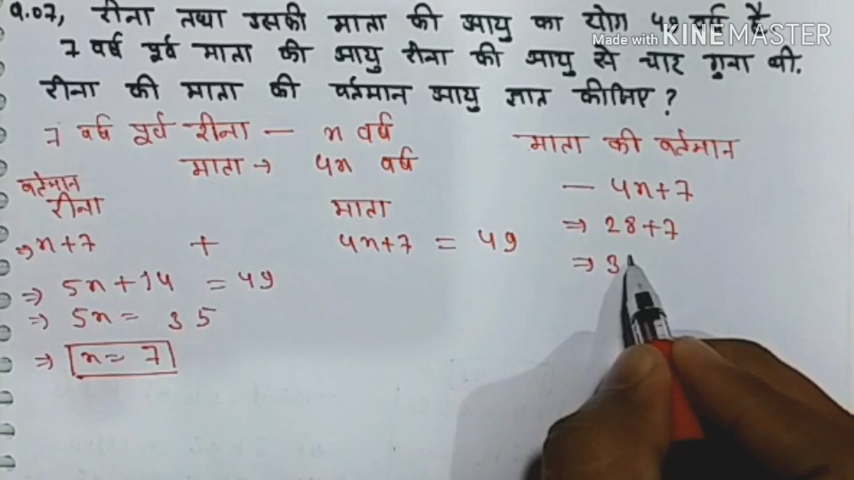 Q.07, रीना तथा उसकी माता की आयु का योग 49 वर्ष है
Made with KINEMASTER
7 वर्ष पूर्व माता की आयु रीना की आयु से चार गुना थी.
रीना की माता की वर्तमान आयु ज्ञात कीजिए ?
7 वर्ष पूर्व रीना — x वर्ष
माता → 4x वर्ष
वर्तमान
रीना माता
⇒ x+7 + 4x+7 = 49
⇒ 5x+14 = 49
⇒ 5x = 35
⇒ x = 7
माता की वर्तमान
— 4x+7
⇒ 28+7
⇒ 3